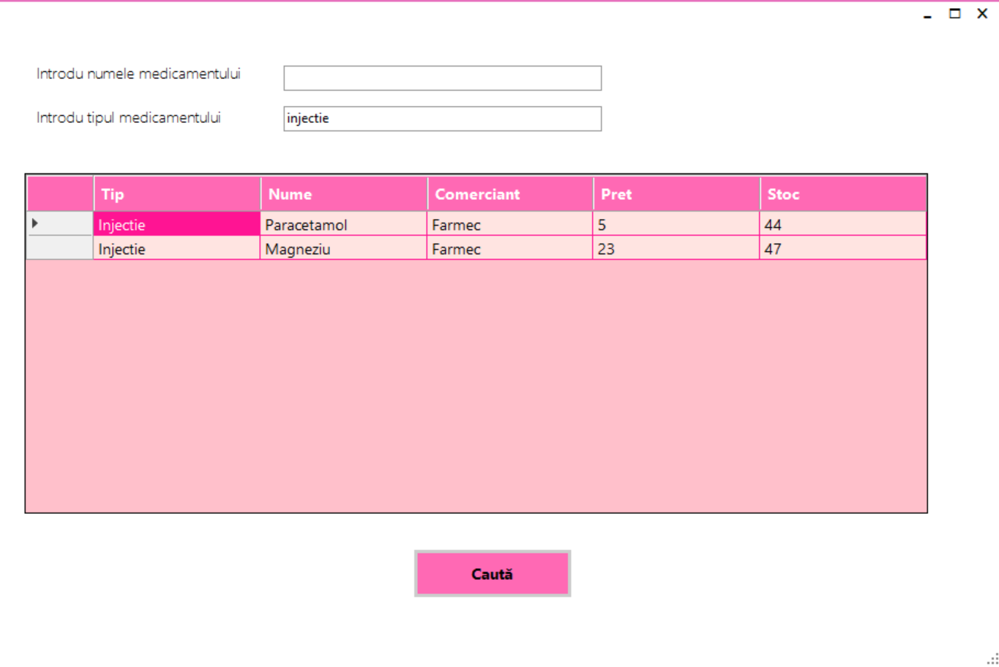 Introdu numele medicamentului
Introdu tipul medicamentului injectie
Tip Nume Comerciant Pret Stoc
Injectie Paracetamol Farmec 5 44
Injectie Magneziu Farmec 23 47
Caută